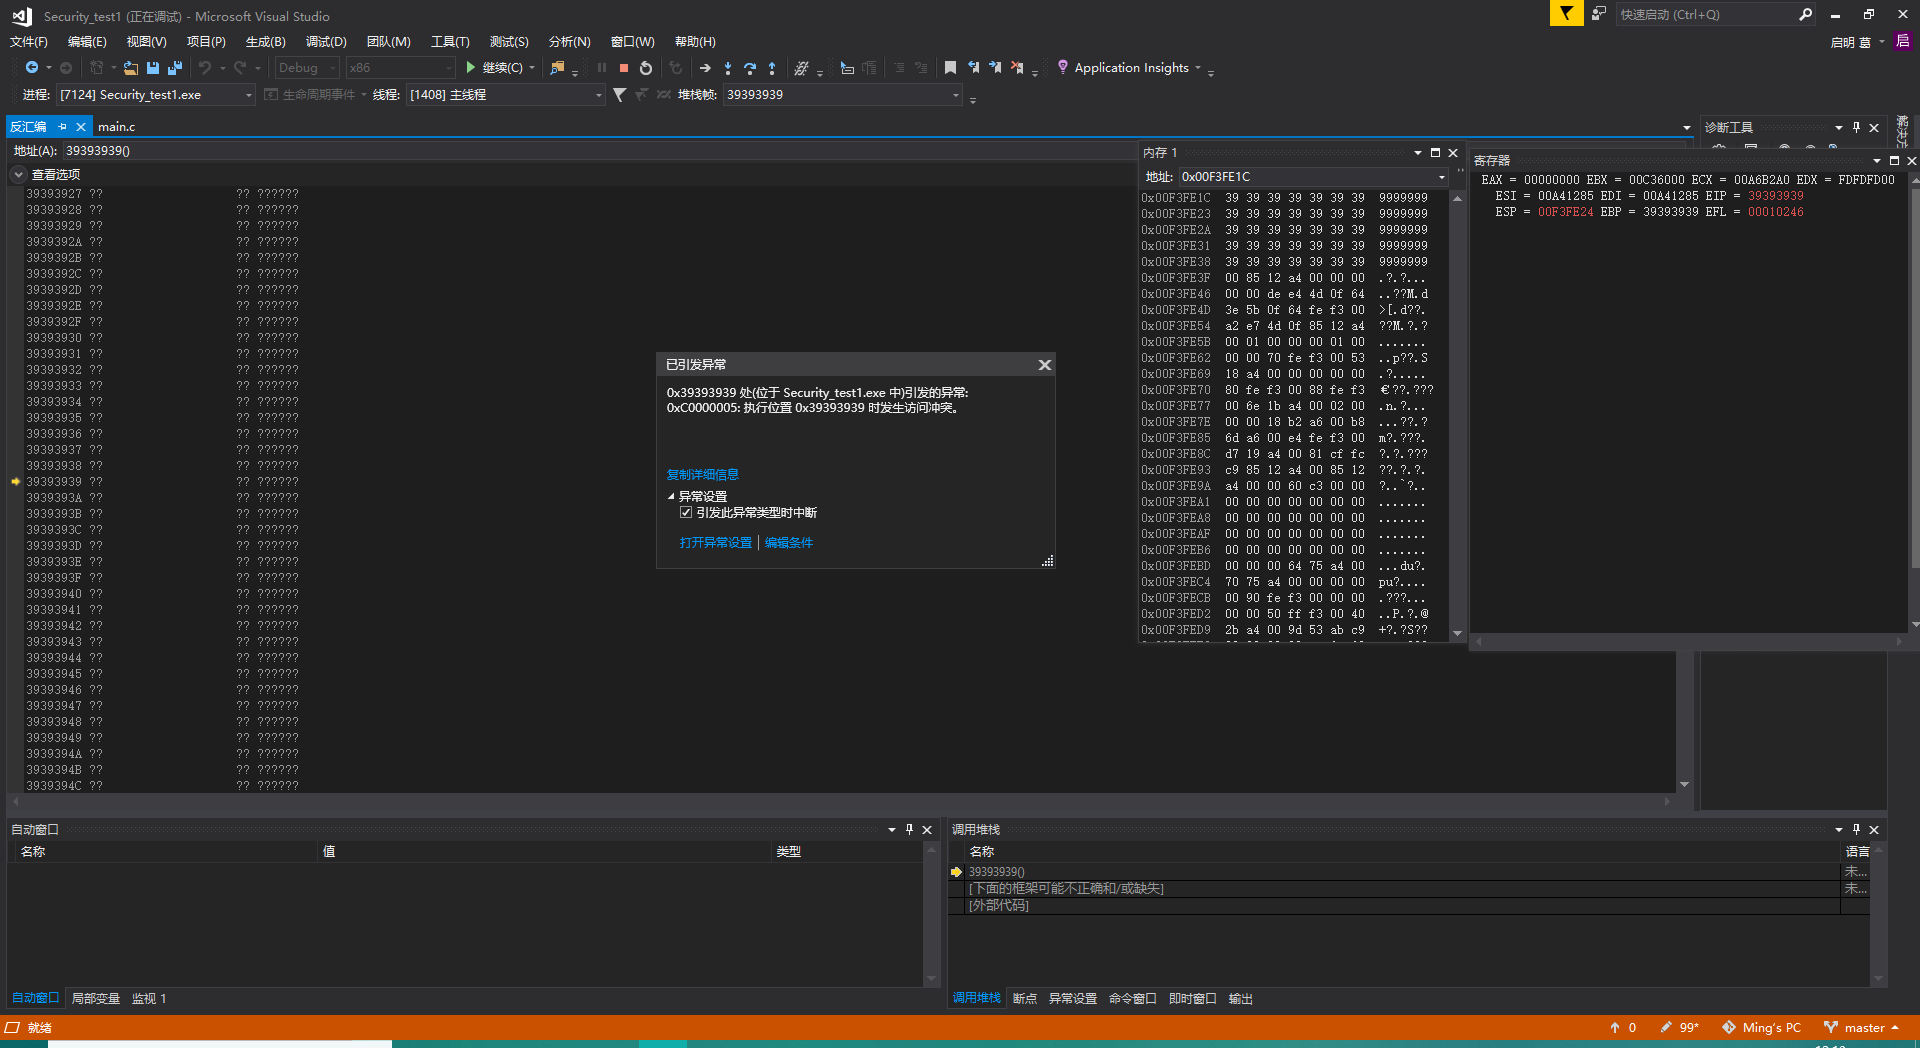 Security_test1 (正在调试) - Microsoft Visual Studio
快速启动 (Ctrl+Q)
文件(F) 编辑(E) 视图(V) 项目(P) 生成(B) 调试(D) 团队(M) 工具(T) 测试(S) 分析(N) 窗口(W) 帮助(H)
启明 葛 启
Debug x86 继续(C) Application Insights
进程: [7124] Security_test1.exe 生命周期事件 线程: [1408] 主线程 堆栈帧: 39393939
反汇编 main.c
地址(A): 39393939()
查看选项
39393927 ?? ?? ??????
39393928 ?? ?? ??????
39393929 ?? ?? ??????
3939392A ?? ?? ??????
3939392B ?? ?? ??????
3939392C ?? ?? ??????
3939392D ?? ?? ??????
3939392E ?? ?? ??????
3939392F ?? ?? ??????
39393930 ?? ?? ??????
39393931 ?? ?? ??????
39393932 ?? ?? ??????
39393933 ?? ?? ??????
39393934 ?? ?? ??????
39393935 ?? ?? ??????
39393936 ?? ?? ??????
39393937 ?? ?? ??????
39393938 ?? ?? ??????
39393939 ?? ?? ??????
3939393A ?? ?? ??????
3939393B ?? ?? ??????
3939393C ?? ?? ??????
3939393D ?? ?? ??????
3939393E ?? ?? ??????
3939393F ?? ?? ??????
39393940 ?? ?? ??????
39393941 ?? ?? ??????
39393942 ?? ?? ??????
39393943 ?? ?? ??????
39393944 ?? ?? ??????
39393945 ?? ?? ??????
39393946 ?? ?? ??????
39393947 ?? ?? ??????
39393948 ?? ?? ??????
39393949 ?? ?? ??????
3939394A ?? ?? ??????
3939394B ?? ?? ??????
3939394C ?? ?? ??????
已引发异常
0x39393939 处(位于 Security_test1.exe 中)引发的异常:
0xC0000005: 执行位置 0x39393939 时发生访问冲突。
复制详细信息
异常设置
引发此异常类型时中断
打开异常设置 | 编辑条件
内存 1
地址: 0x00F3FE1C
0x00F3FE1C 39 39 39 39 39 39 39 9999999
0x00F3FE23 39 39 39 39 39 39 39 9999999
0x00F3FE2A 39 39 39 39 39 39 39 9999999
0x00F3FE31 39 39 39 39 39 39 39 9999999
0x00F3FE38 39 39 39 39 39 39 39 9999999
0x00F3FE3F 00 85 12 a4 00 00 00 .?.?...
0x00F3FE46 00 00 de e4 4d 0f 64 ..??M.d
0x00F3FE4D 3e 5b 0f 64 fe f3 00 >[.d??.
0x00F3FE54 a2 e7 4d 0f 85 12 a4 ??M.?.?
0x00F3FE5B 00 01 00 00 00 01 00 .......
0x00F3FE62 00 00 70 fe f3 00 53 ..p??.S
0x00F3FE69 18 a4 00 00 00 00 00 .?.....
0x00F3FE70 80 fe f3 00 88 fe f3 €??.???
0x00F3FE77 00 6e 1b a4 00 02 00 .n.?...
0x00F3FE7E 00 00 18 b2 a6 00 b8 ...??.?
0x00F3FE85 6d a6 00 e4 fe f3 00 m?.???.
0x00F3FE8C d7 19 a4 00 81 cf fc ?.?.???
0x00F3FE93 c9 85 12 a4 00 85 12 ??.?.?.
0x00F3FE9A a4 00 00 60 c3 00 00 ?..`?..
0x00F3FEA1 00 00 00 00 00 00 00 .......
0x00F3FEA8 00 00 00 00 00 00 00 .......
0x00F3FEAF 00 00 00 00 00 00 00 .......
0x00F3FEB6 00 00 00 00 00 00 00 .......
0x00F3FEBD 00 00 00 64 75 a4 00 ...du?.
0x00F3FEC4 70 75 a4 00 00 00 00 pu?....
0x00F3FECB 00 90 fe f3 00 00 00 .???...
0x00F3FED2 00 00 50 ff f3 00 40 ..P.?.@
0x00F3FED9 2b a4 00 9d 53 ab c9 +?.?S??
诊断工具
寄存器
EAX = 00000000 EBX = 00C36000 ECX = 00A6B2A0 EDX = FDFDFD00
ESI = 00A41285 EDI = 00A41285 EIP = 39393939
ESP = 00F3FE24 EBP = 39393939 EFL = 00010246
自动窗口
名称 值 类型
自动窗口 局部变量 监视 1
调用堆栈
名称 语言
39393939() 未...
[下面的框架可能不正确和/或缺失] 未...
[外部代码]
调用堆栈 断点 异常设置 命令窗口 即时窗口 输出
就绪
0 99* Ming's PC master